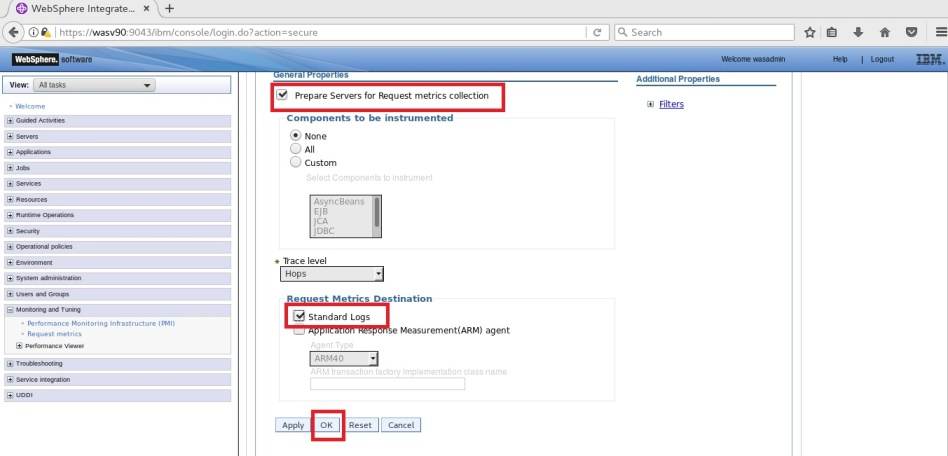 WebSphere Integrate...
https://wasv90:9043/ibm/console/login.do?action=secure
Search
WebSphere. software
Welcome wasadmin
Help | Logout
IBM.
View: All tasks
Welcome
Guided Activities
Servers
Applications
Jobs
Services
Resources
Runtime Operations
Security
Operational policies
Environment
System administration
Users and Groups
Monitoring and Tuning
Performance Monitoring Infrastructure (PMI)
Request metrics
Performance Viewer
Troubleshooting
Service integration
UDDI
General Properties
Prepare Servers for Request metrics collection
Components to be instrumented
None
All
Custom
Select Components to instrument
AsyncBeans
EJB
JCA
JDBC
Trace level
Hops
Request Metrics Destination
Standard Logs
Application Response Measurement(ARM) agent
Agent Type
ARM40
ARM transaction factory implementation class name
Apply OK Reset Cancel
Additional Properties
Filters